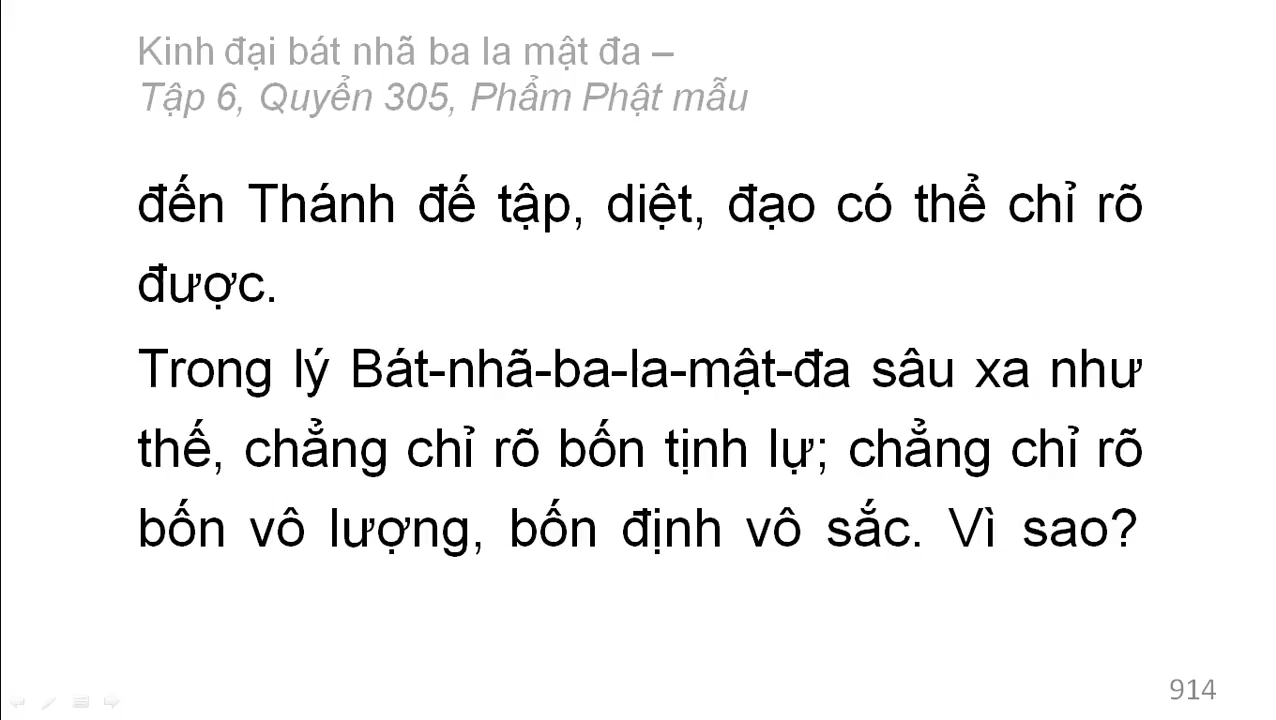 Kinh đại bát nhã ba la mật đa –
Tập 6, Quyển 305, Phẩm Phật mẫu
đến Thánh đế tập, diệt, đạo có thể chỉ rõ
được.
Trong lý Bát-nhã-ba-la-mật-đa sâu xa như
thế, chẳng chỉ rõ bốn tịnh lự; chẳng chỉ rõ
bốn vô lượng, bốn định vô sắc. Vì sao?
914